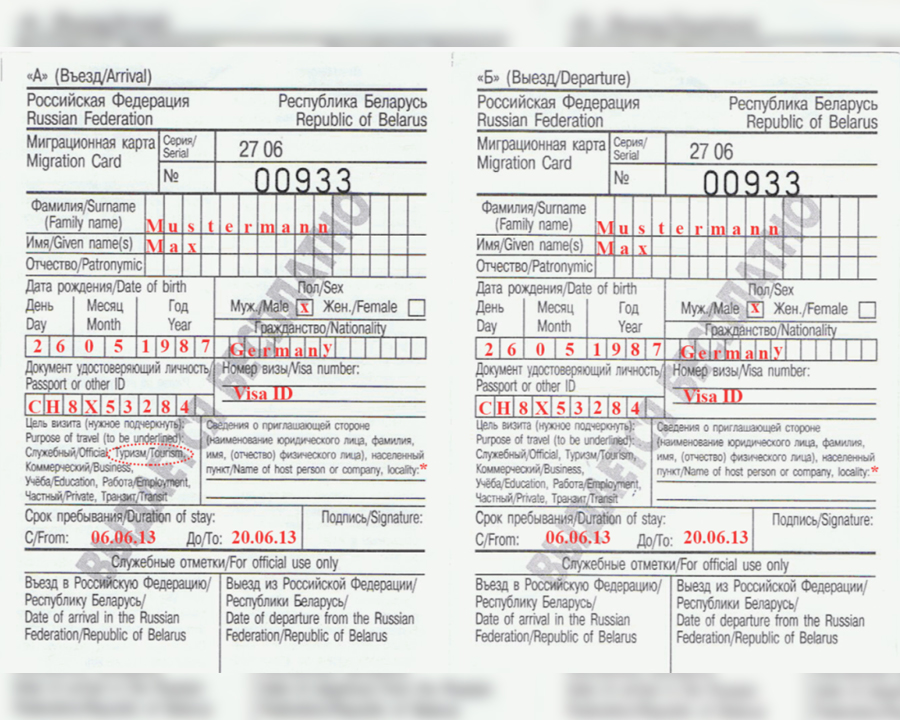 «А» (Въезд/Arrival)
Российская Федерация Республика Беларусь
Russian Federation Republic of Belarus
Миграционная карта Серия/ 27 06
Migration Card Serial
№ 00933
Фамилия/Surname
(Family name) Mustermann
Имя/Given name(s) Max
Отчество/Patronymic
Дата рождения/Date of birth Пол/Sex
День Месяц Год Муж./Male x Жен./Female
Day Month Year Гражданство/Nationality
26 05 1987 Germany
Документ удостоверяющий личность/ Номер визы/Visa number:
Passport or other ID Visa ID
CH8X53284
Цель визита (нужное подчеркнуть): Сведения о приглашающей стороне
Purpose of travel (to be underlined): (наименование юридического лица, фамилия,
Служебный/Official, Туризм/Tourism, имя, (отчество) физического лица), населенный
Коммерческий/Business, пункт/Name of host person or company, locality:*
Учёба/Education, Работа/Employment,
Частный/Private, Транзит/Transit
Срок пребывания/Duration of stay: Подпись/Signature:
С/From: 06.06.13 До/To: 20.06.13
Служебные отметки/For official use only
Въезд в Российскую Федерацию/ Выезд из Российской Федерации/
Республику Беларусь/ Республики Беларусь/
Date of arrival in the Russian Date of departure from the Russian
Federation/Republic of Belarus Federation/Republic of Belarus
ВЫДАЕТСЯ БЕСПЛАТНО
«Б» (Выезд/Departure)
Российская Федерация Республика Беларусь
Russian Federation Republic of Belarus
Миграционная карта Серия/ 27 06
Migration Card Serial
№ 00933
Фамилия/Surname
(Family name) Mustermann
Имя/Given name(s) Max
Отчество/Patronymic
Дата рождения/Date of birth Пол/Sex
День Месяц Год Муж./Male x Жен./Female
Day Month Year Гражданство/Nationality
26 05 1987 Germany
Документ удостоверяющий личность/ Номер визы/Visa number:
Passport or other ID Visa ID
CH8X53284
Цель визита (нужное подчеркнуть): Сведения о приглашающей стороне
Purpose of travel (to be underlined): (наименование юридического лица, фамилия,
Служебный/Official, Туризм/Tourism, имя, (отчество) физического лица), населенный
Коммерческий/Business, пункт/Name of host person or company, locality:*
Учёба/Education, Работа/Employment,
Частный/Private, Транзит/Transit
Срок пребывания/Duration of stay: Подпись/Signature:
С/From: 06.06.13 До/To: 20.06.13
Служебные отметки/For official use only
Въезд в Российскую Федерацию/ Выезд из Российской Федерации/
Республику Беларусь/ Республики Беларусь/
Date of arrival in the Russian Date of departure from the Russian
Federation/Republic of Belarus Federation/Republic of Belarus
ВЫДАЕТСЯ БЕСПЛАТНО